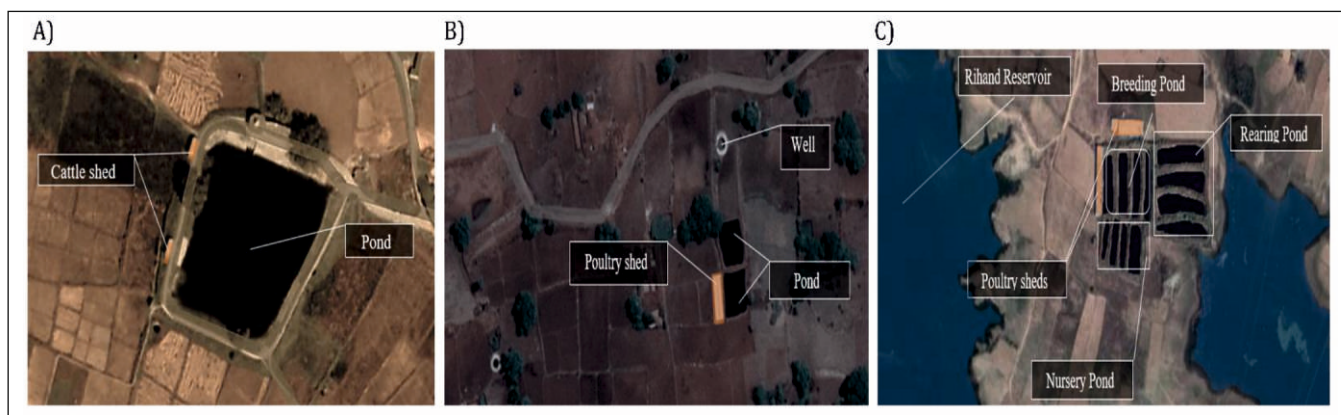 A)
Cattle shed
Pond
B)
Well
Poultry shed
Pond
C)
Rihand Reservoir
Breeding Pond
Rearing Pond
Poultry sheds
Nursery Pond